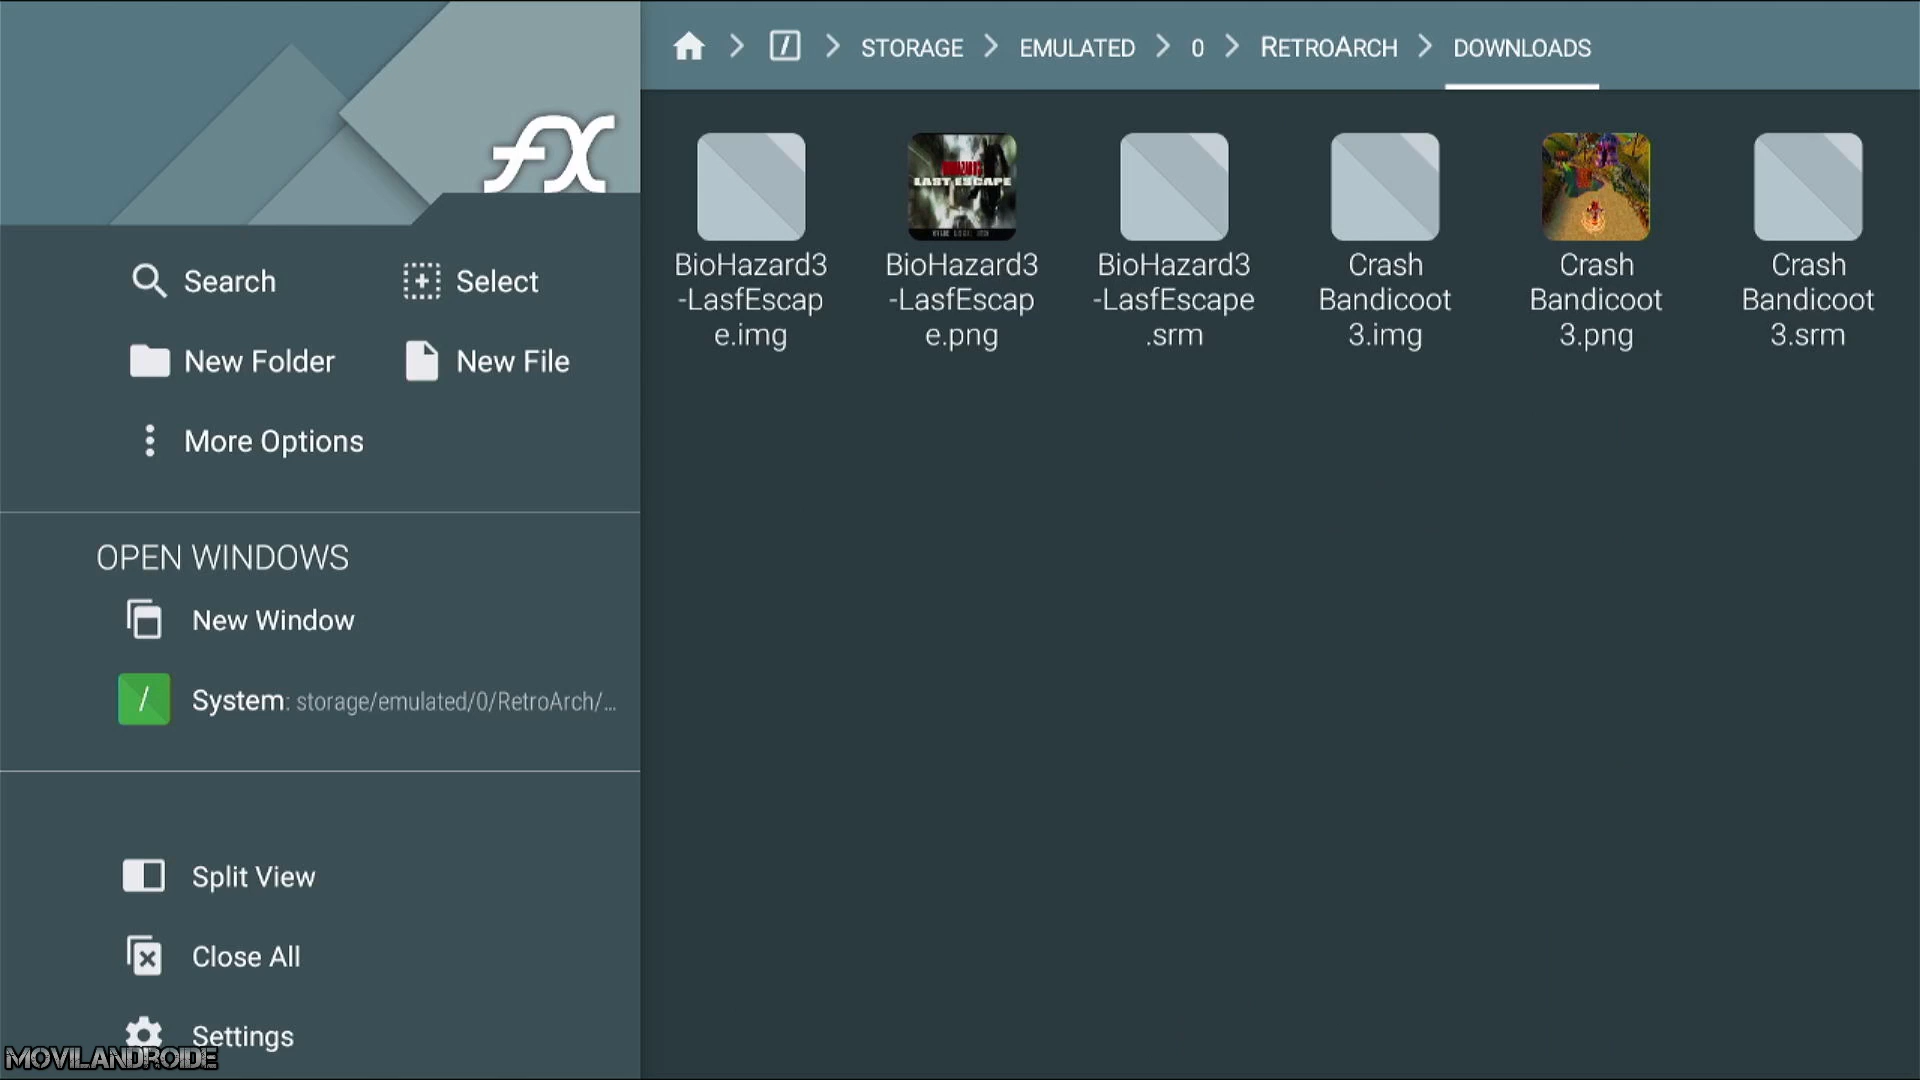 fX
STORAGE
EMULATED
0
RETROARCH
DOWNLOADS
Search
Select
New Folder
New File
More Options
OPEN WINDOWS
New Window
/ System: storage/emulated/0/RetroArch/...
Split View
Close All
Settings
MOVILANDROIDE
BioHazard3
-LasfEscap
e.img
LAST ESCAPE
BioHazard3
-LasfEscap
e.png
BioHazard3
-LasfEscape
.srm
Crash
Bandicoot
3.img
Crash
Bandicoot
3.png
Crash
Bandicoot
3.srm